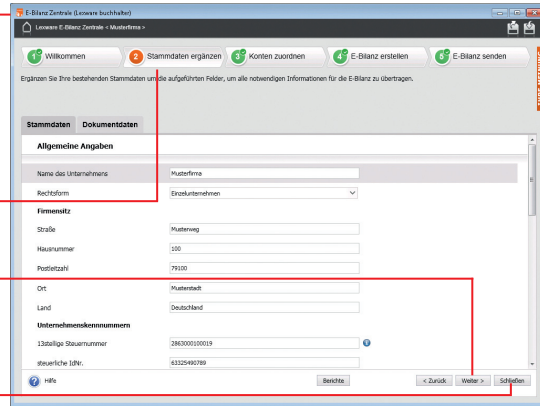 E-Bilanz Zentrale (Lexware buchhalter)
Lexware E-Bilanz Zentrale < Musterfirma >
1 Willkommen 2 Stammdaten ergänzen 3 Konten zuordnen 4 E-Bilanz erstellen 5 E-Bilanz senden
Ergänzen Sie Ihre bestehenden Stammdaten um die aufgeführten Felder, um alle notwendigen Informationen für die E-Bilanz zu übertragen.
Stammdaten Dokumentdaten
Allgemeine Angaben
Name des Unternehmens Musterfirma
Rechtsform Einzelunternehmen
Firmensitz
Straße Musterweg
Hausnummer 100
Postleitzahl 79100
Ort Musterstadt
Land Deutschland
Unternehmenskennnummern
13stellige Steuernummer 2863000100019
steuerliche IdNr. 63325490789
Hilfe Berichte < Zurück Weiter > Schließen